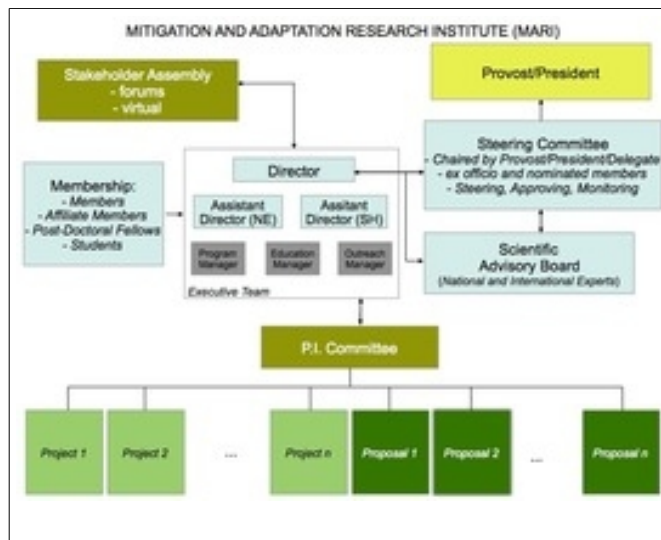 MITIGATION AND ADAPTATION RESEARCH INSTITUTE (MARI)
Stakeholder Assembly
- forums
- virtual
Provost/President
Director
Steering Committee
- Chaired by Provost/President/Delegate
- ex officio and nominated members
- Steering, Approving, Monitoring
Membership:
- Members
- Affiliate Members
- Post-Doctoral Fellows
- Students
Assistant
Director (NE)
Assitant
Director (SH)
Program
Manager
Education
Manager
Outreach
Manager
Executive Team
Scientific
Advisory Board
(National and International Experts)
P.I. Committee
Project 1
Project 2
...
Project n
Proposal 1
Proposal 2
...
Proposal n